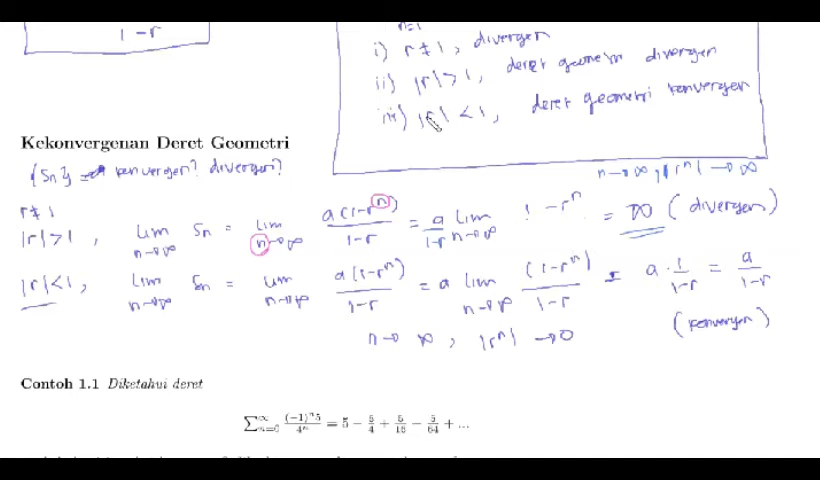 1 - r
n=1
i) r ≠ 1, divergen
ii) |r| > 1, deret geometri divergen
iii) |r| < 1, deret geometri konvergen
Kekonvergenan Deret Geometri
{Sn} → konvergen? divergen?
n→∞, |r^n| → ∞
r ≠ 1
|r| > 1, lim n→∞ Sn = lim n→∞ a(1-r^n)/1-r = a/1-r lim n→∞ 1 - r^n = ∞ (divergen)
|r| < 1, lim n→∞ Sn = lim n→∞ a(1-r^n)/1-r = a lim n→∞ (1-r^n)/1-r = a · 1/1-r = a/1-r
(konvergen)
n→∞, |r^n| → 0
Contoh 1.1 Diketahui deret
∑_{n=0}^{∞} (-1)^n 5/4^n = 5 - 5/4 + 5/16 - 5/64 + ...